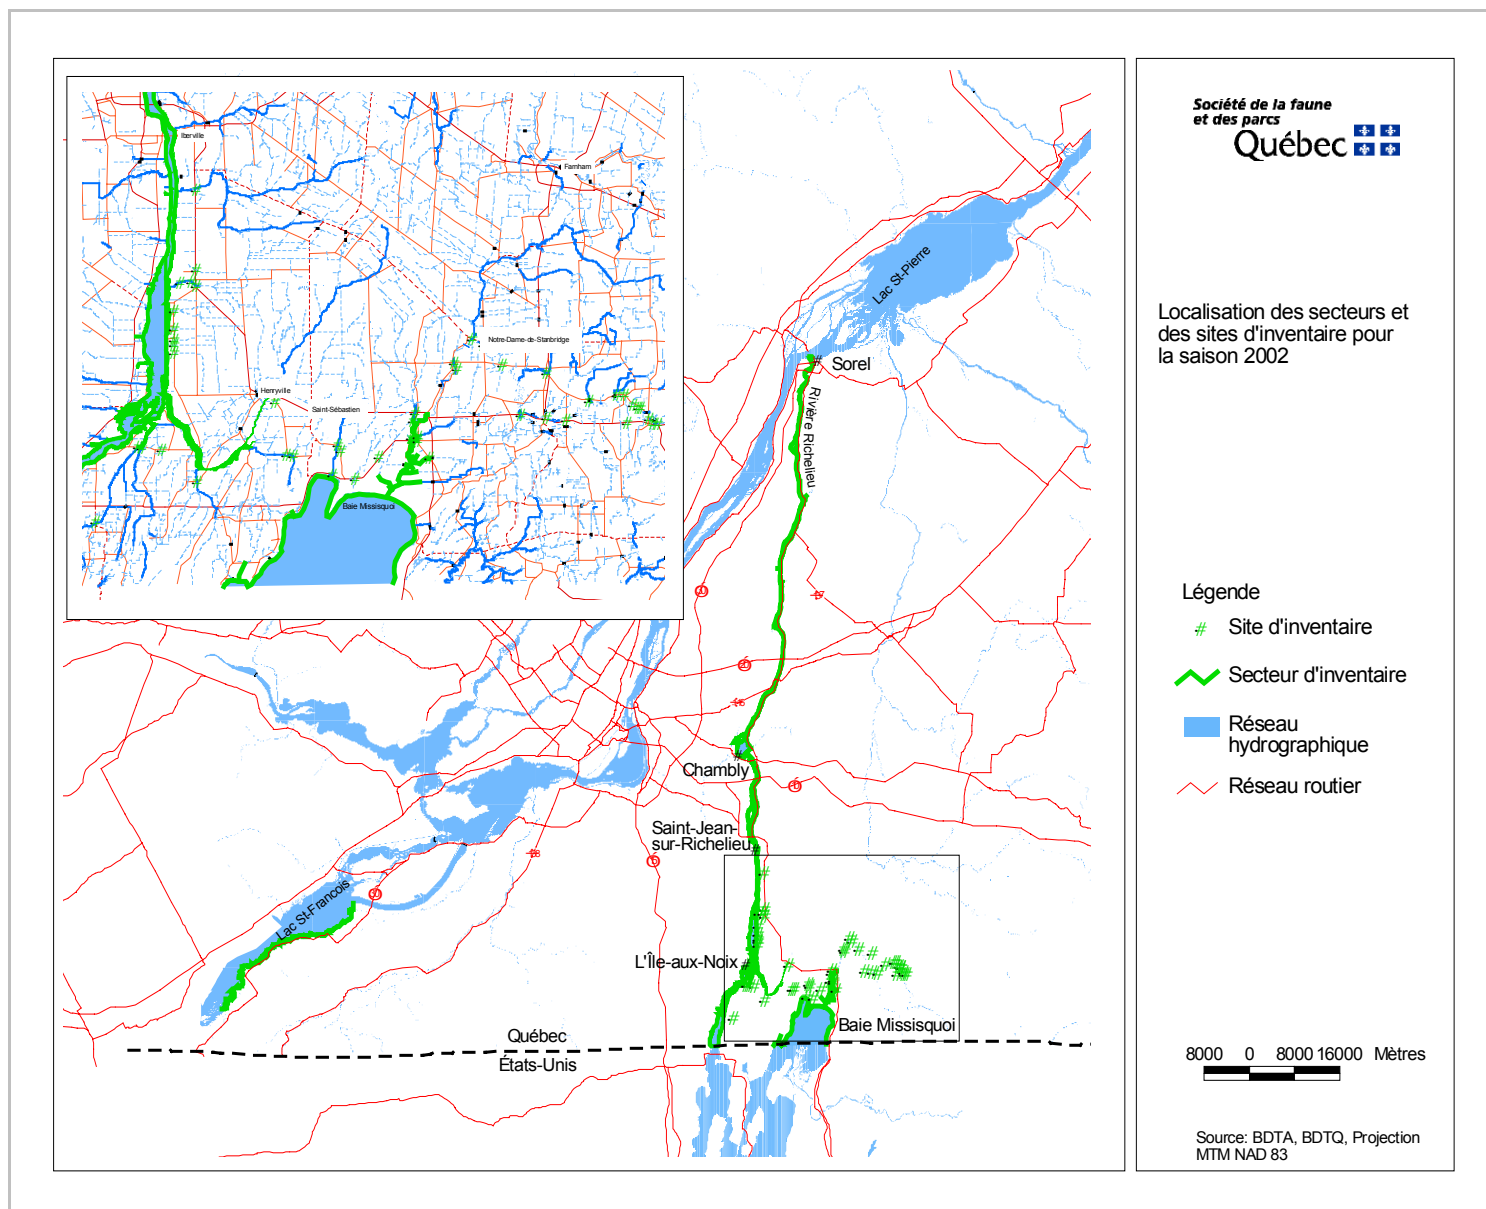 Iberville
Farnham
Notre-Dame-de-Stanbridge
Henryville
Saint-Sébastien
Baie Missisquoi
Lac St-Pierre
Sorel
Rivière Richelieu
Chambly
Saint-Jean-
sur-Richelieu
Lac St-Francois
L'Île-aux-Noix
Baie Missisquoi
Québec
États-Unis
Société de la faune
et des parcs
Québec
Localisation des secteurs et
des sites d'inventaire pour
la saison 2002
Légende
Site d'inventaire
Secteur d'inventaire
Réseau
hydrographique
Réseau routier
8000 0 8000 16000 Mètres
Source: BDTA, BDTQ, Projection
MTM NAD 83